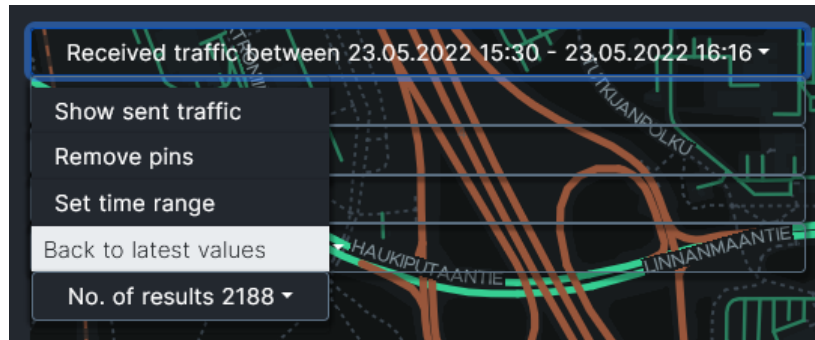 Received traffic between 23.05.2022 15:30 - 23.05.2022 16:16
Show sent traffic
Remove pins
Set time range
Back to latest values
No. of results 2188
TUTKIJANPOLKU
HAUKIPUTAANTIE
LINNANMAANTIE